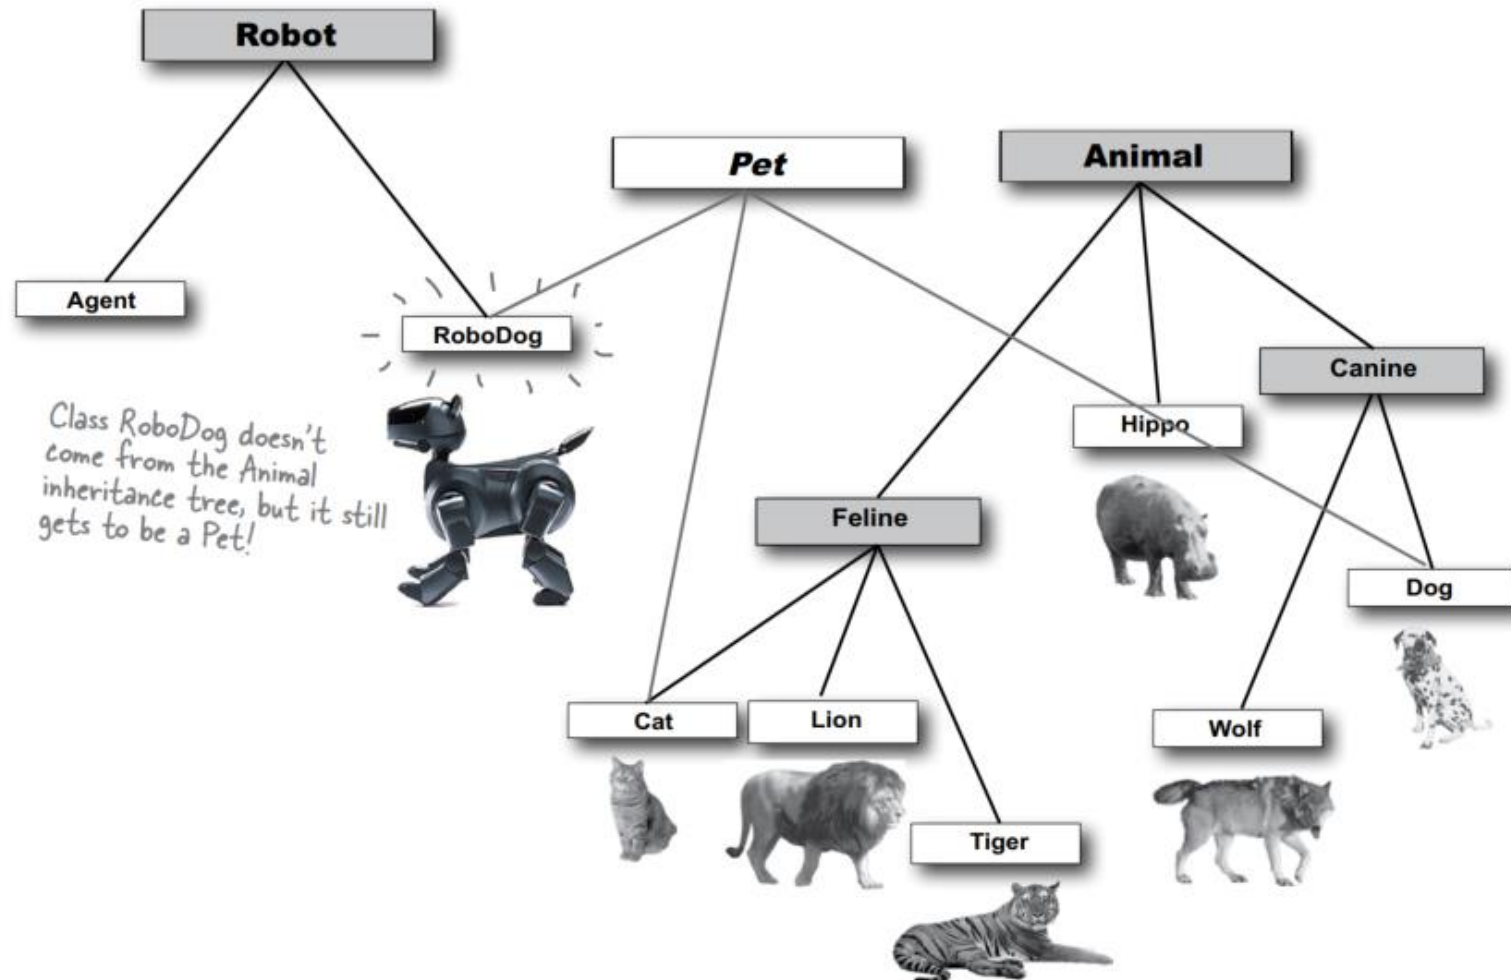 Robot
Pet
Animal
Agent
RoboDog
Canine
Class RoboDog doesn't
come from the Animal
inheritance tree, but it still
gets to be a Pet!
Hippo
Feline
Dog
Cat
Lion
Wolf
Tiger